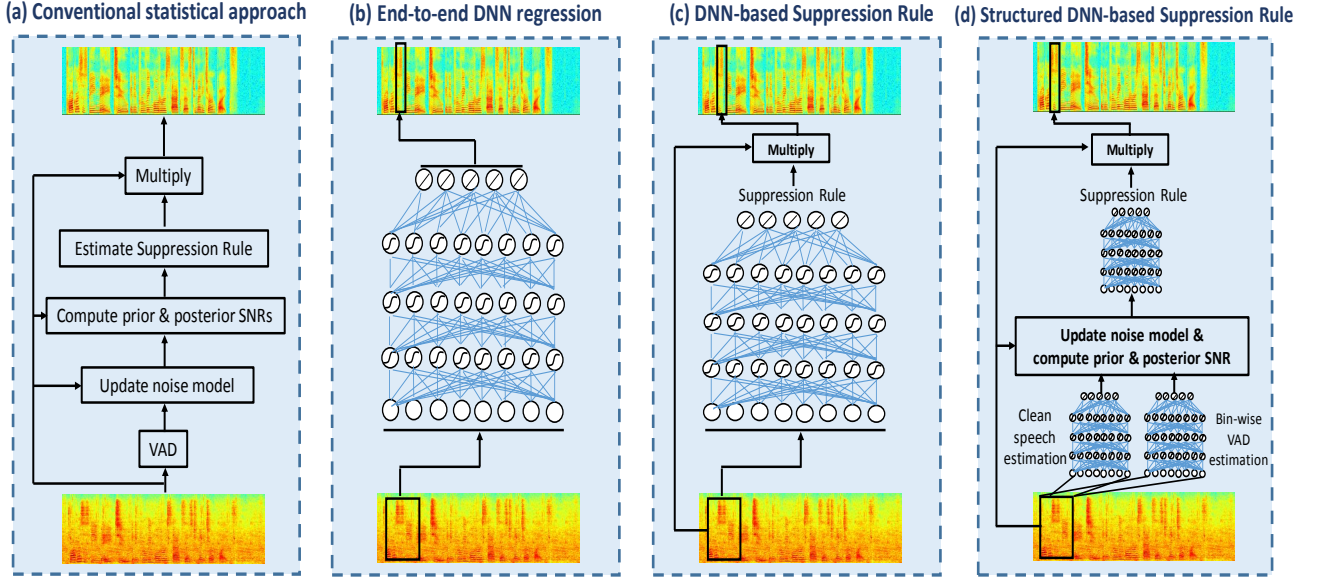 (a) Conventional statistical approach
Multiply
Estimate Suppression Rule
Compute prior & posterior SNRs
Update noise model
VAD
(b) End-to-end DNN regression
(c) DNN-based Suppression Rule
Multiply
Suppression Rule
(d) Structured DNN-based Suppression Rule
Multiply
Suppression Rule
Update noise model &
compute prior & posterior SNR
Clean
speech
estimation
Bin-wise
VAD
estimation